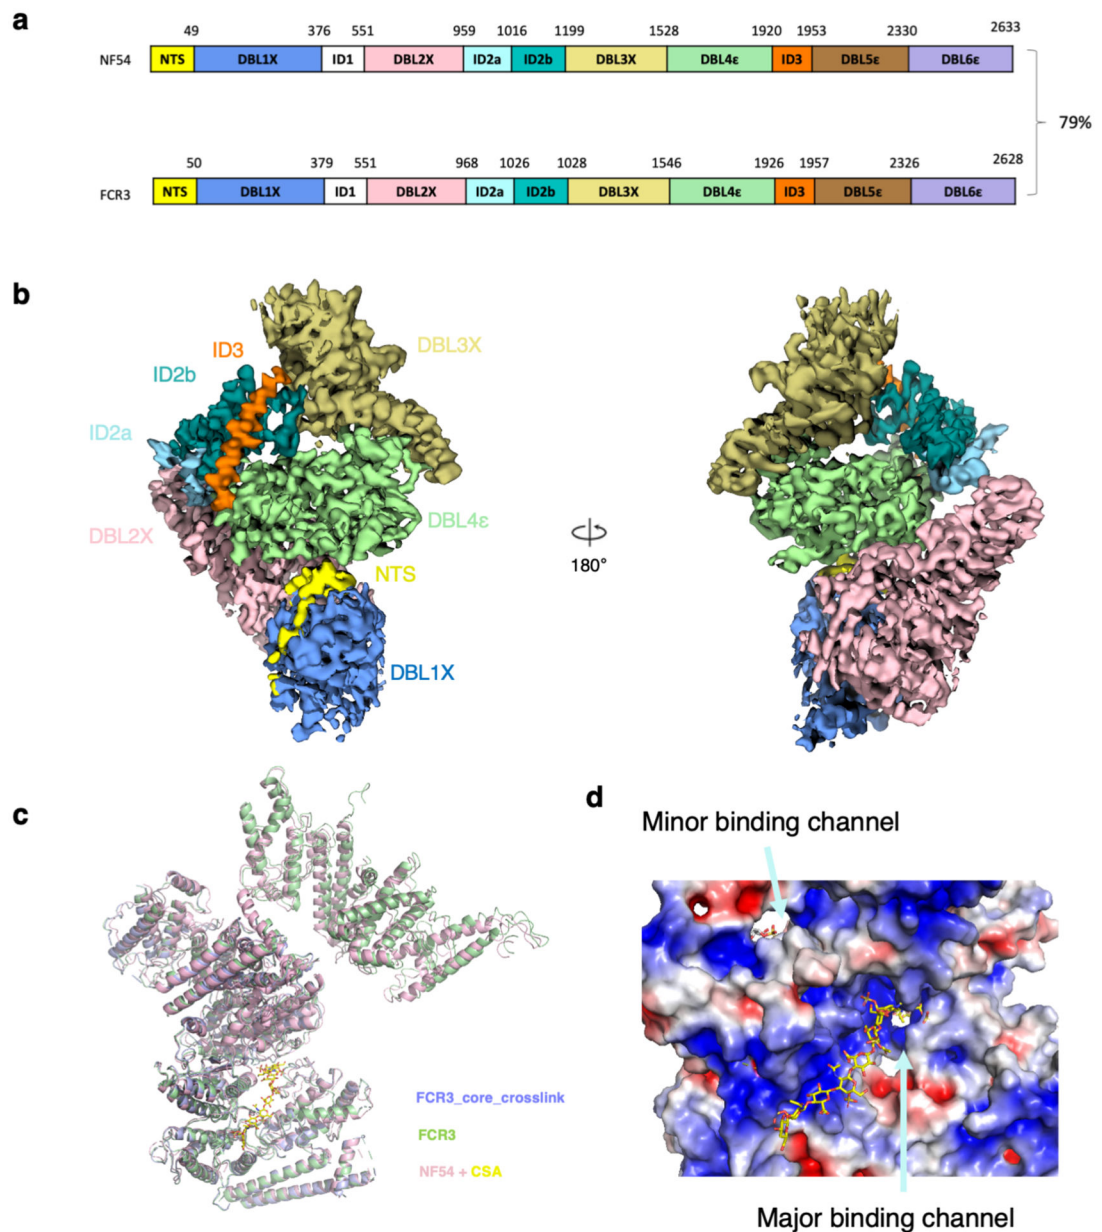 a
49 376 551 959 1016 1199 1528 1920 1953 2330 2633
NF54 NTS DBL1X ID1 DBL2X ID2a ID2b DBL3X DBL4ε ID3 DBL5ε DBL6ε
79%
50 379 551 968 1026 1028 1546 1926 1957 2326 2628
FCR3 NTS DBL1X ID1 DBL2X ID2a ID2b DBL3X DBL4ε ID3 DBL5ε DBL6ε
b
DBL3X
ID3
ID2b
ID2a
DBL2X
DBL4ε
NTS
DBL1X
180°
c
FCR3_core_crosslink
FCR3
NF54 + CSA
d
Minor binding channel
Major binding channel